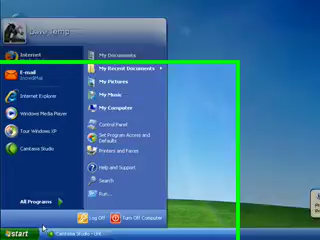 Dave Temp
Internet
E-mail
Internet Explorer
Windows Media Player
Tour Windows XP
Camtasia Studio
All Programs
My Documents
My Recent Documents
My Pictures
My Music
My Computer
Control Panel
Set Program Access and
Defaults
Printers and Faxes
Help and Support
Search
Run...
Log Off
Turn Off Computer
start
Camtasia Studio - Unt...